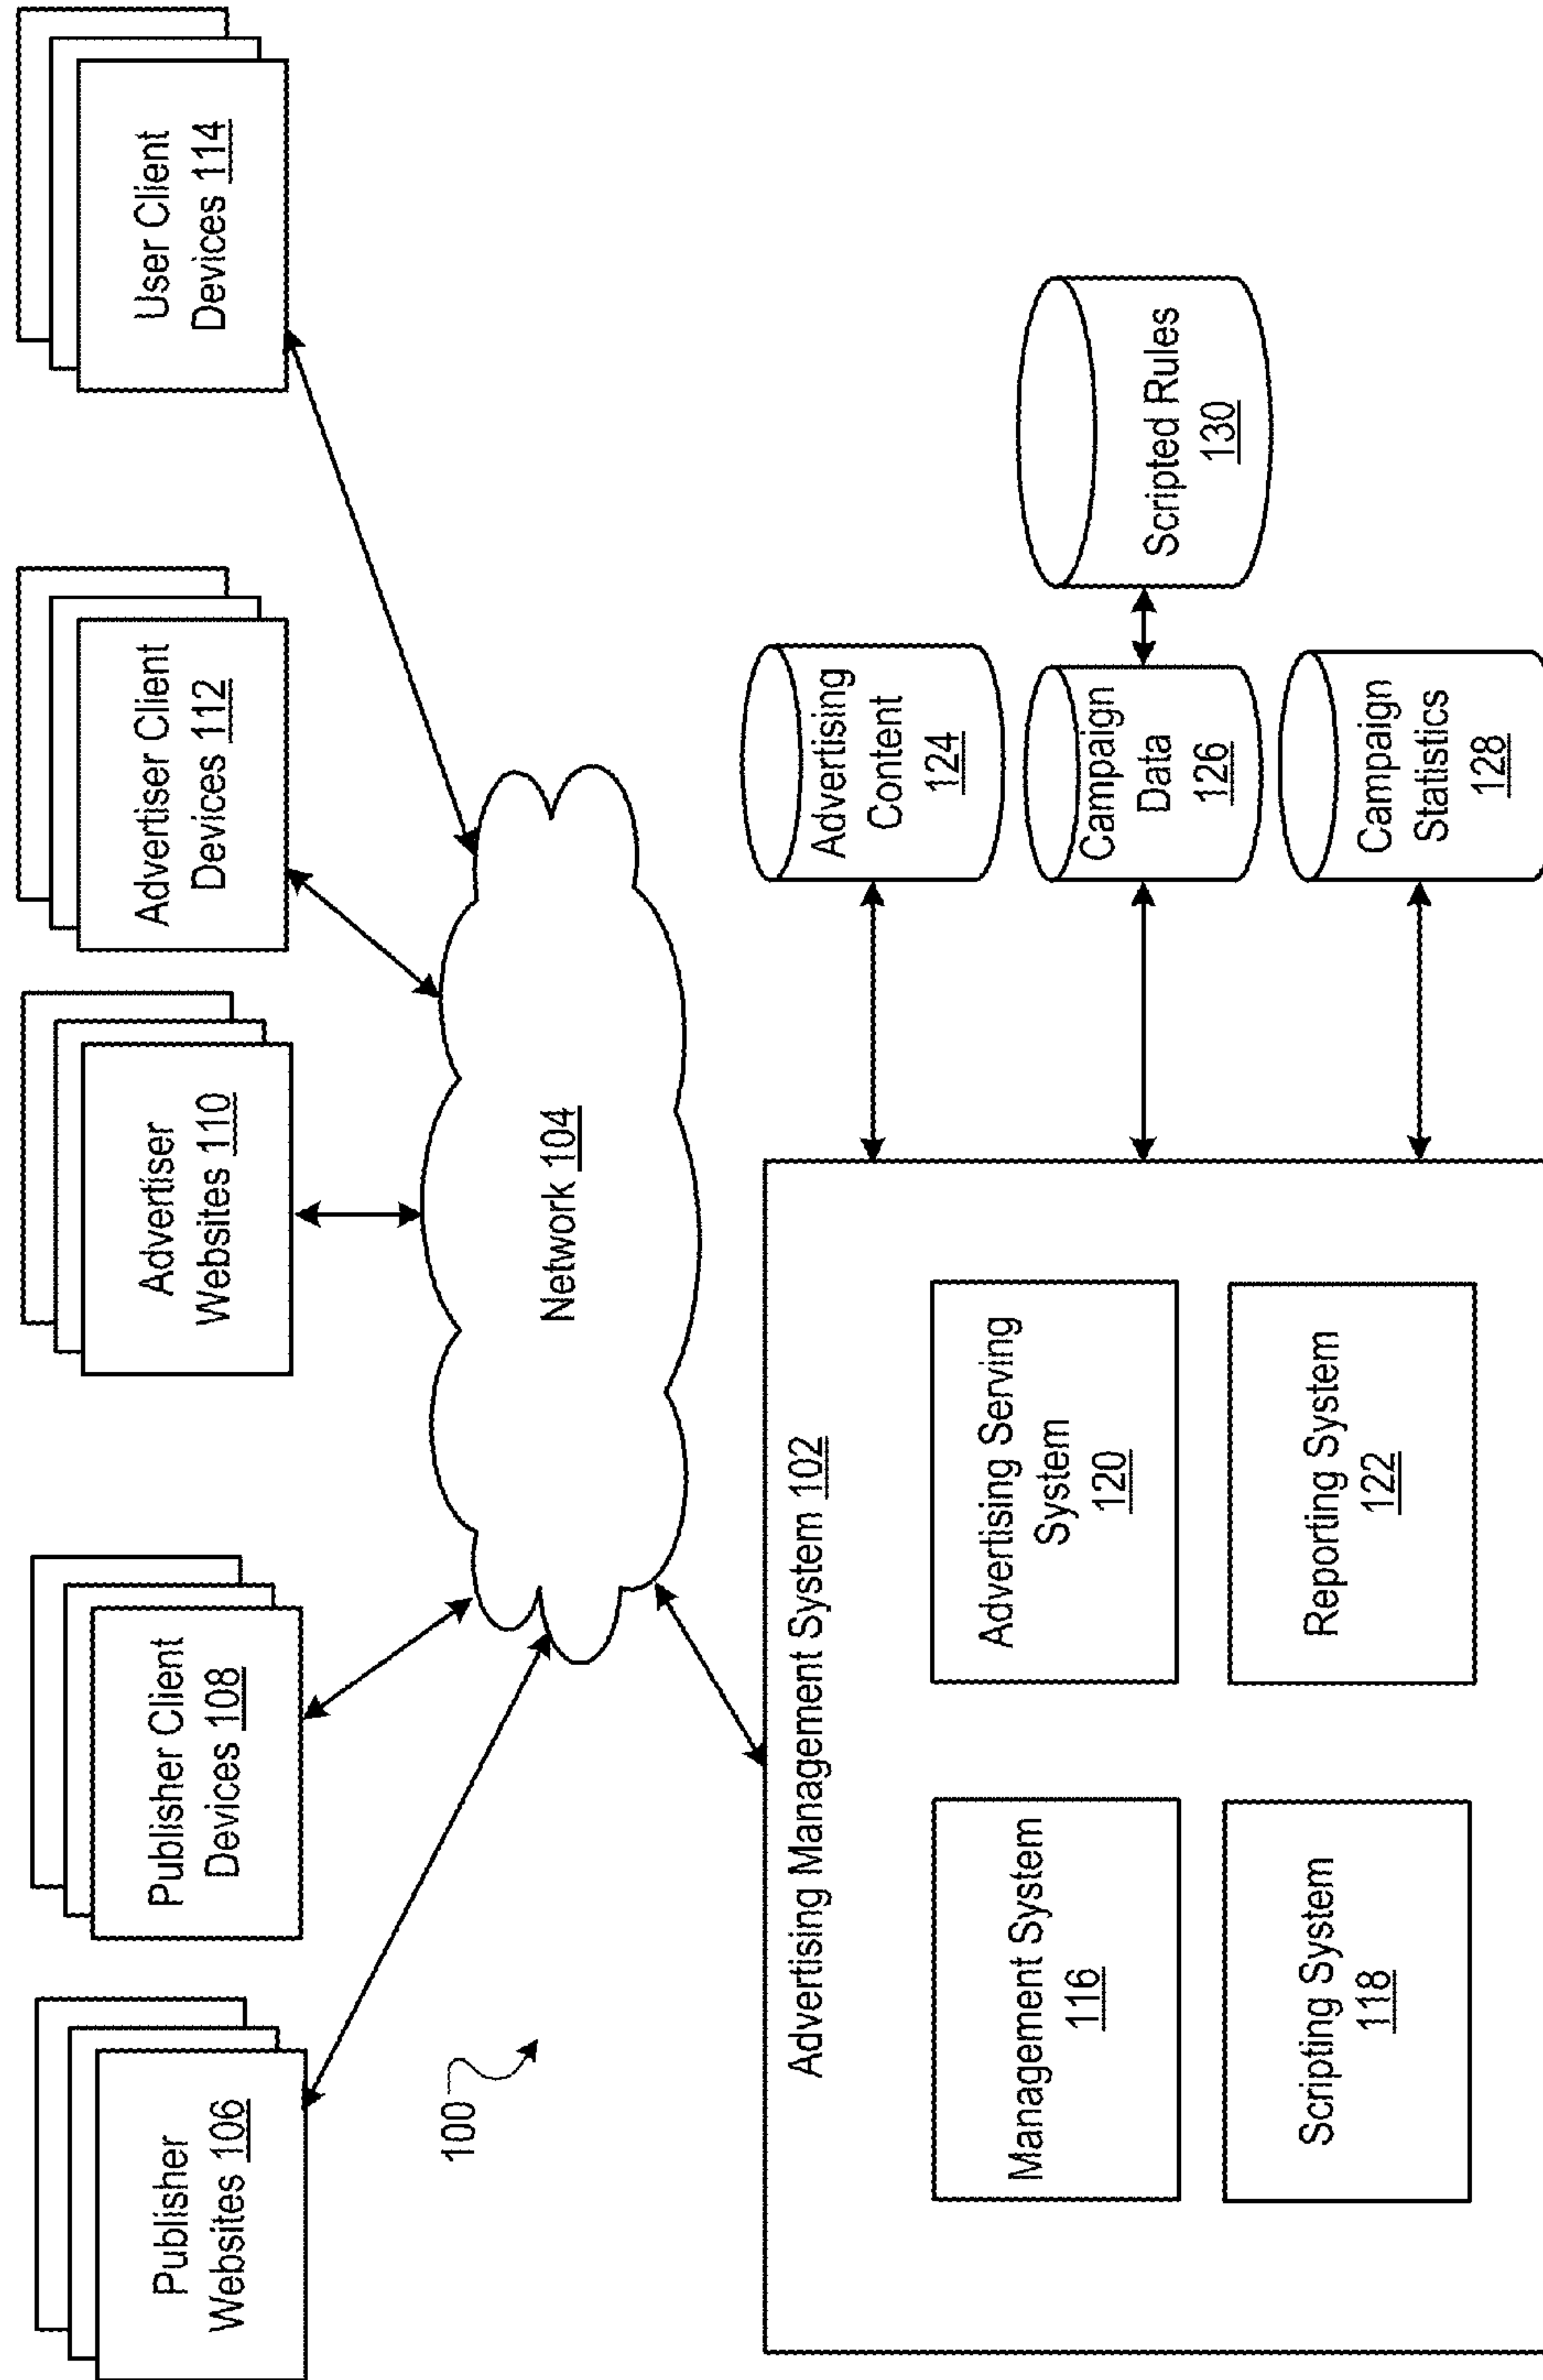 Publisher
Websites 106
Publisher Client
Devices 108
Advertiser
Websites 110
Advertiser Client
Devices 112
User Client
Devices 114
100
Network 104
Advertising Management System 102
Management System
116
Advertising Serving
System
120
Scripting System
118
Reporting System
122
Advertising
Content
124
Campaign
Data
126
Campaign
Statistics
128
Scripted Rules
130